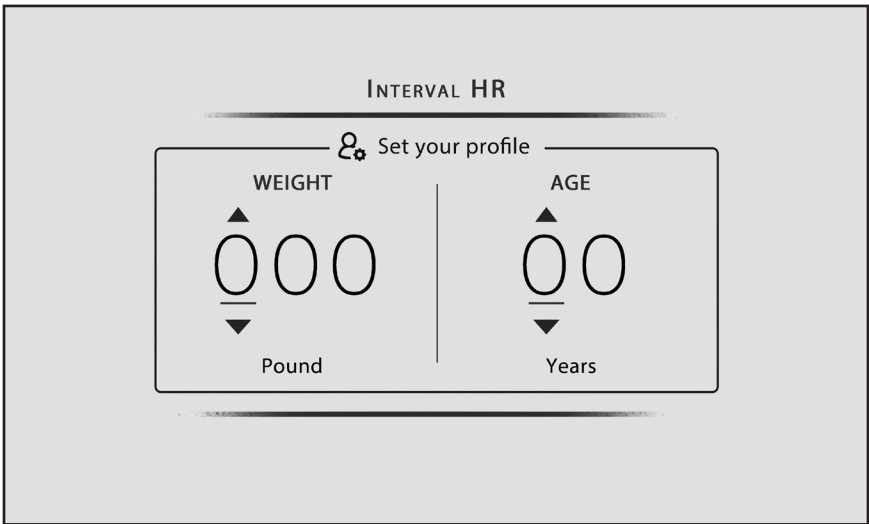 INTERVAL HR
Set your profile
WEIGHT
000
Pound
AGE
00
Years